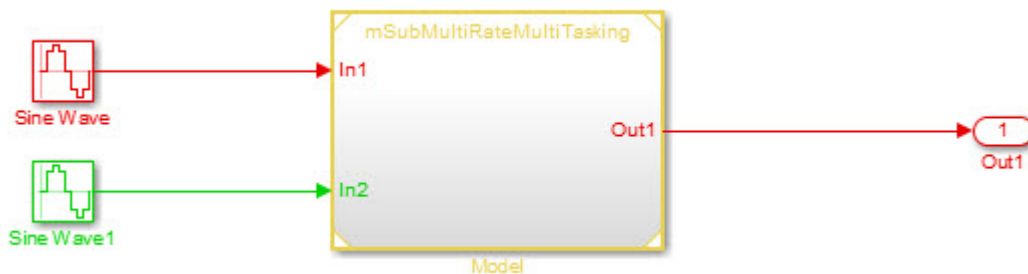 mSubMultiRateMultiTasking
In1
Sine Wave
Out1
1
Out1
In2
Sine Wave1
Model